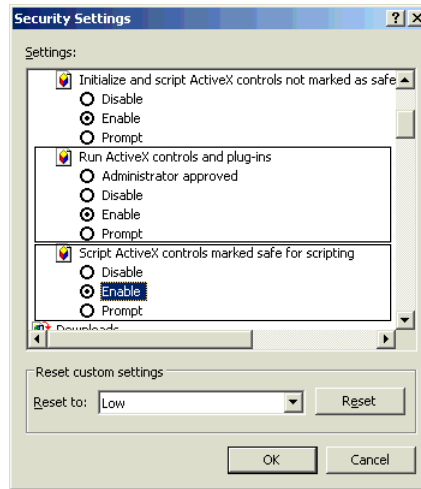 Security Settings
Settings:
Initialize and script ActiveX controls not marked as safe
Disable
Enable
Prompt
Run ActiveX controls and plug-ins
Administrator approved
Disable
Enable
Prompt
Script ActiveX controls marked safe for scripting
Disable
Enable
Prompt
Downloads
Reset custom settings
Reset to: Low Reset
OK Cancel